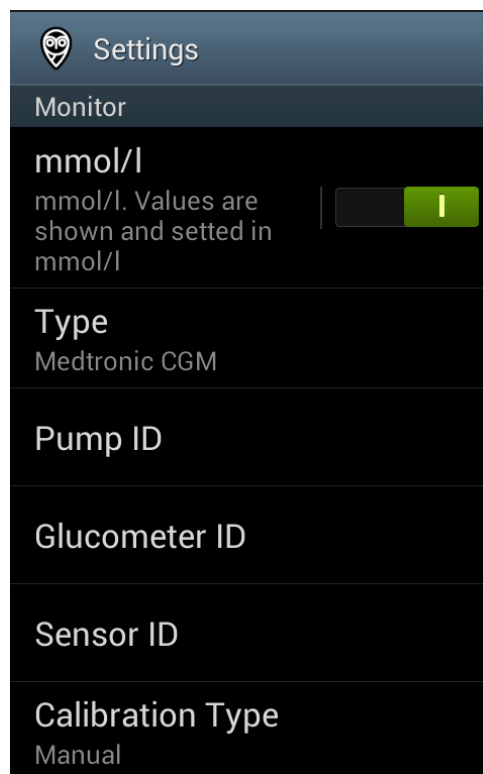 Settings
Monitor
mmol/l
mmol/l. Values are
shown and setted in
mmol/l
Type
Medtronic CGM
Pump ID
Glucometer ID
Sensor ID
Calibration Type
Manual